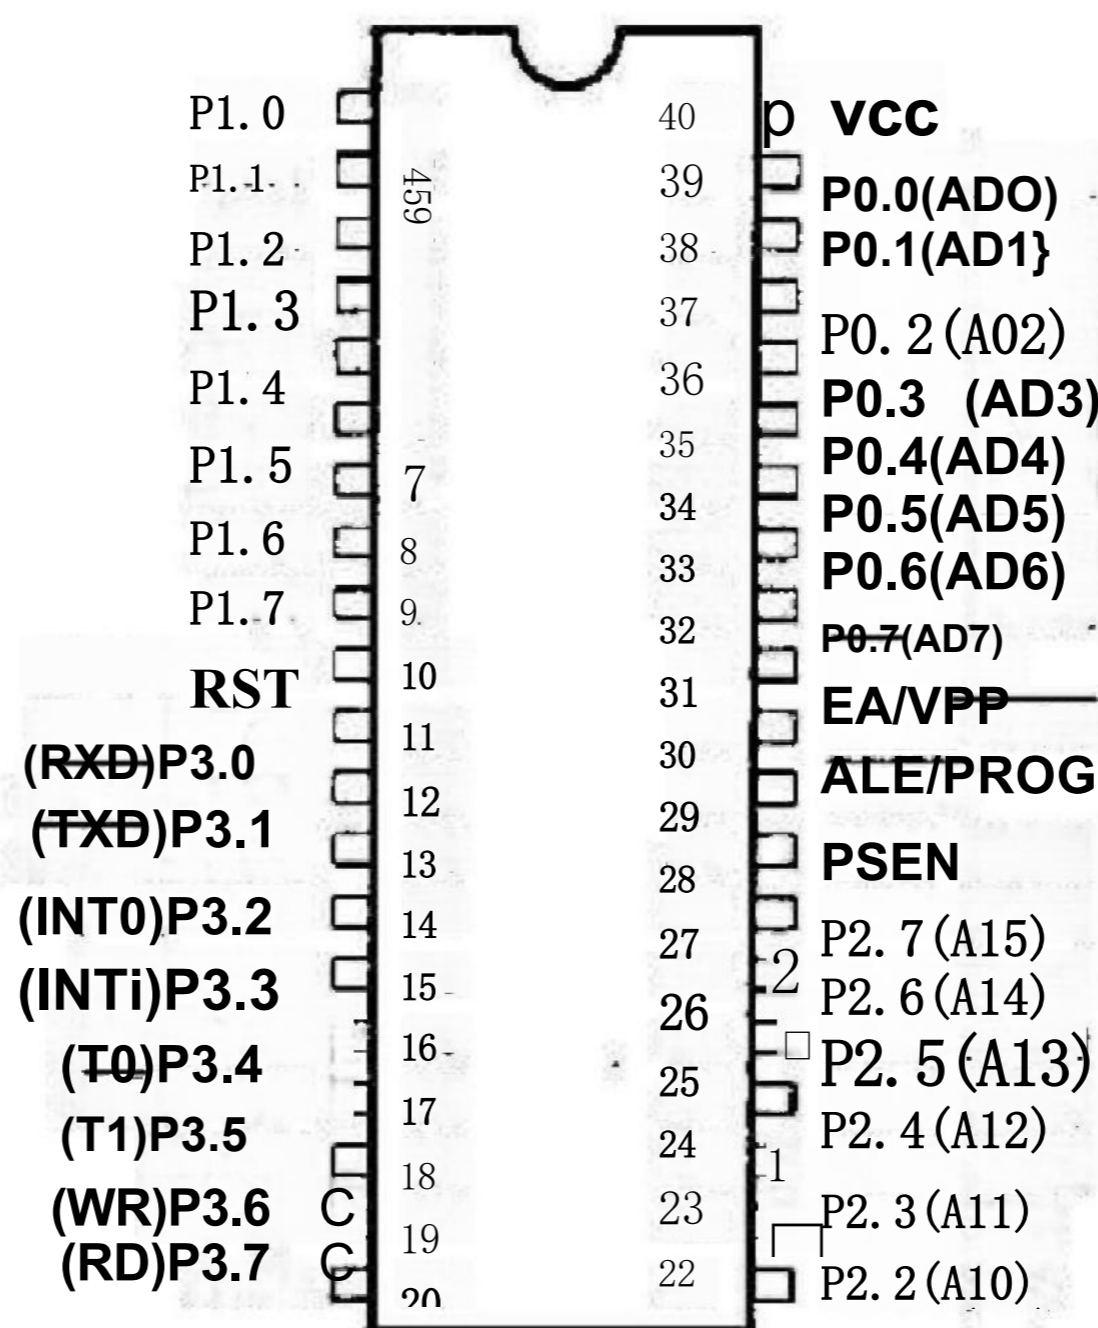 P1.0 40 p VCC
P1.1 459 39 P0.0(ADO)
P1.2 38 P0.1(AD1}
P1.3 37 P0.2(A02)
P1.4 36 P0.3 (AD3)
P1.5 7 35 P0.4(AD4)
P1.6 8 34 P0.5(AD5)
P1.7 9 33 P0.6(AD6)
RST 10 32 P0.7(AD7)
(RXD)P3.0 11 31 EA/VPP
(TXD)P3.1 12 30 ALE/PROG
(INT0)P3.2 13 29 PSEN
(INTi)P3.3 14 28 P2.7(A15)
(T0)P3.4 15 27 2 P2.6(A14)
(T1)P3.5 16 26 P2.5(A13)
(WR)P3.6 C 17 25 P2.4(A12)
(RD)P3.7 C 18 24 1 P2.3(A11)
19 23 P2.2(A10)
20 22